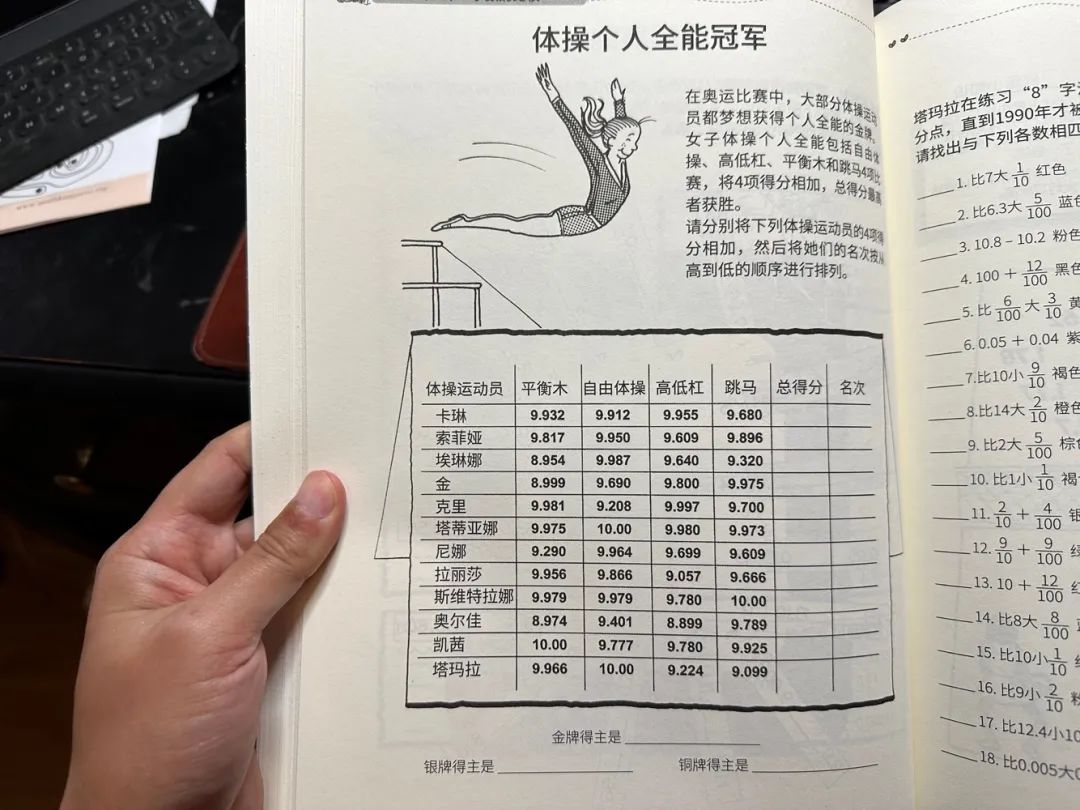 体操个人全能冠军
在奥运比赛中，大部分体操运动
员都梦想获得个人全能的金牌。
女子体操个人全能包括自由体
操、高低杠、平衡木和跳马4项比
赛，将4项得分相加，总得分最高
者获胜。
请分别将下列体操运动员的4项得
分相加，然后将她们的名次按从
高到低的顺序进行排列。
体操运动员 平衡木 自由体操 高低杠 跳马 总得分 名次
卡琳 9.932 9.912 9.955 9.680
索菲娅 9.817 9.950 9.609 9.896
埃琳娜 8.954 9.987 9.640 9.320
金 8.999 9.690 9.800 9.975
克里 9.981 9.208 9.997 9.700
塔蒂亚娜 9.975 10.00 9.980 9.973
尼娜 9.290 9.964 9.699 9.609
拉丽莎 9.956 9.866 9.057 9.666
斯维特拉娜 9.979 9.979 9.780 10.00
奥尔佳 8.974 9.401 8.899 9.789
凯茜 10.00 9.777 9.780 9.925
塔玛拉 9.966 10.00 9.224 9.099
金牌得主是
银牌得主是 铜牌得主是
塔玛拉在练习“8”字
分点，直到1990年才被
请找出与下列各数相匹
1. 比7大 1/10 红色
2. 比6.3大 5/100 蓝色
3. 10.8 – 10.2 粉色
4. 100 + 12/100 黑色
5. 比 6/100 大 3/10 黄
6. 0.05 + 0.04 紫
7.比10小 9/10 褐色
8.比14大 2/10 橙色
9. 比2大 5/100 棕色
10. 比1小 1/10 褐
11. 2/10 + 4/100 银
12. 9/10 + 9/100 绿
13. 10 + 12/100 红
14. 比8大 8/100
15. 比10小 1/10
16. 比9小 2/10 粉
17. 比12.4小10
18. 比0.005大0